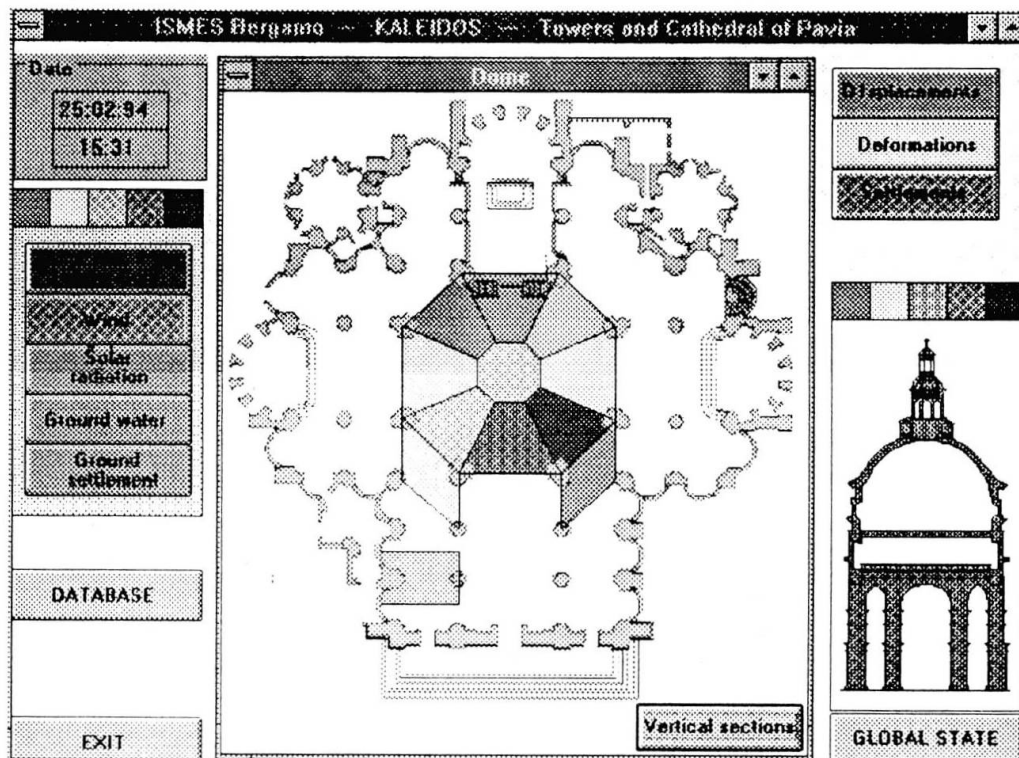 ISMES Bergamo — KALEIDOS — Towers and Cathedral of Pavia
Date
25:02:94
15:31
Wind
Solar
radiation
Ground water
Ground
settlement
DATABASE
EXIT
Dome
Vertical sections
Displacements
Deformations
Settlements
GLOBAL STATE